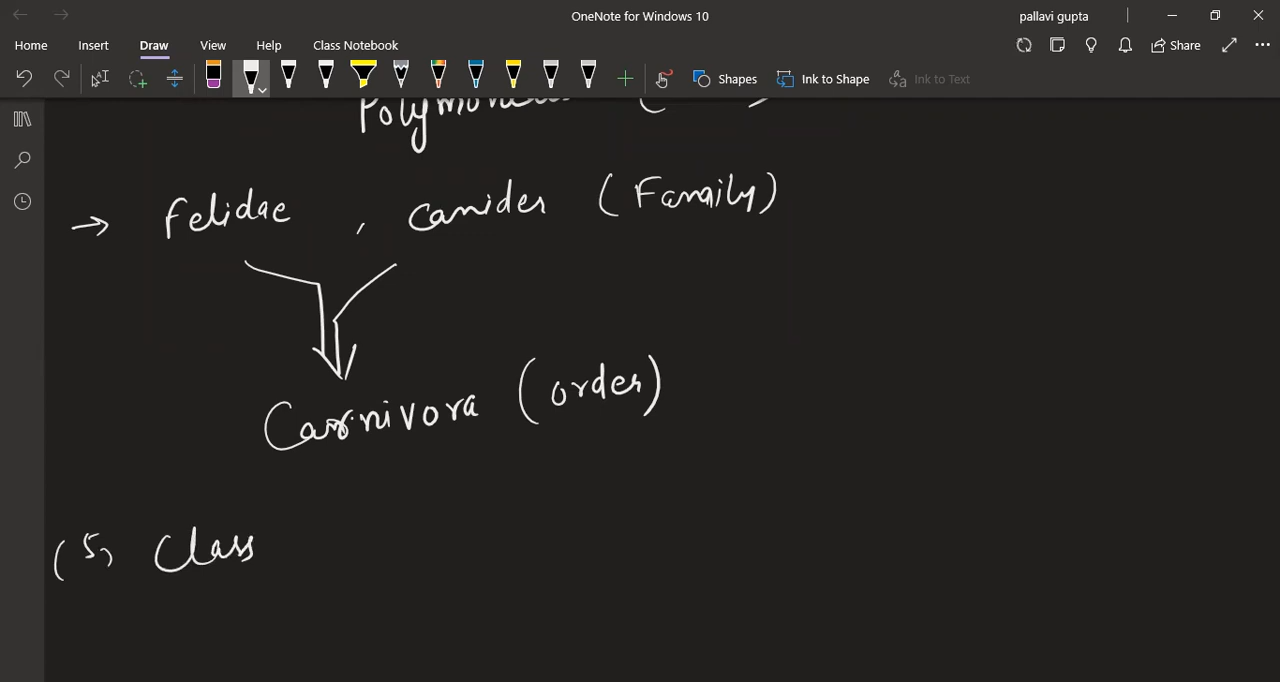 OneNote for Windows 10
pallavi gupta
Home Insert Draw View Help Class Notebook
Share
Shapes Ink to Shape Ink to Text
→ Felidae , Canider (Family)
Carnivora (order)
(5) Class